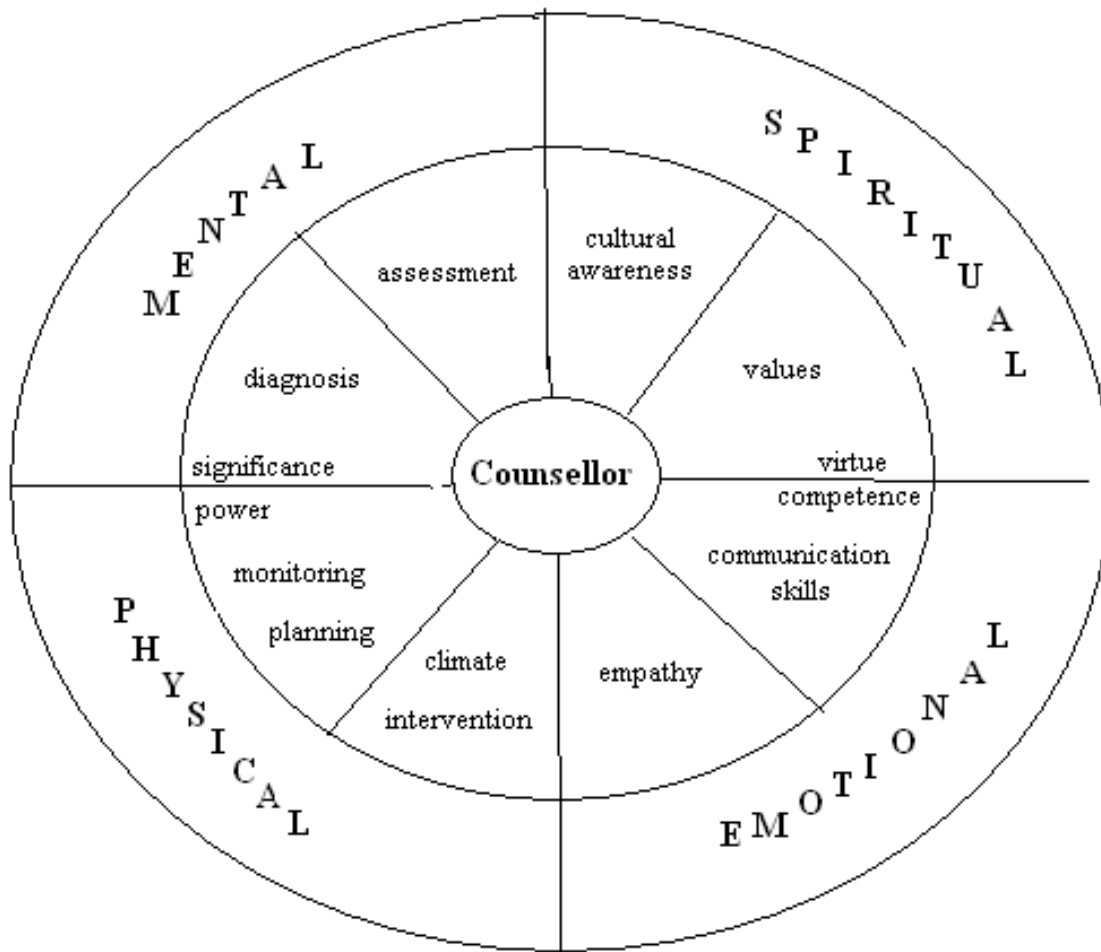 MENTAL
SPIRITUAL
assessment
cultural
awareness
diagnosis
values
significance
virtue
Counsellor
power
competence
monitoring
communication
skills
planning
climate
intervention
empathy
PHYSICAL
EMOTIONAL